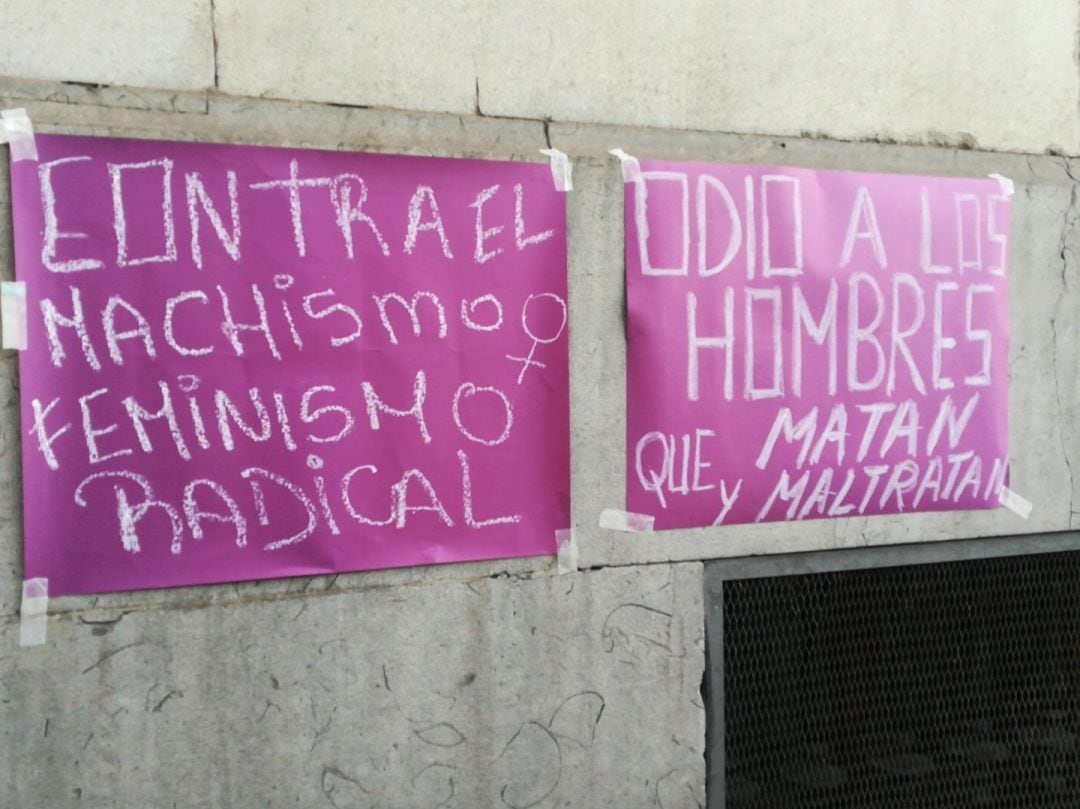 CONTRA EL
MACHiSmo ♀
FEMiNISMO
RADiCAL
ODIO A LOS
HOMBRES
QUE MATAN
Y MALTRATAN